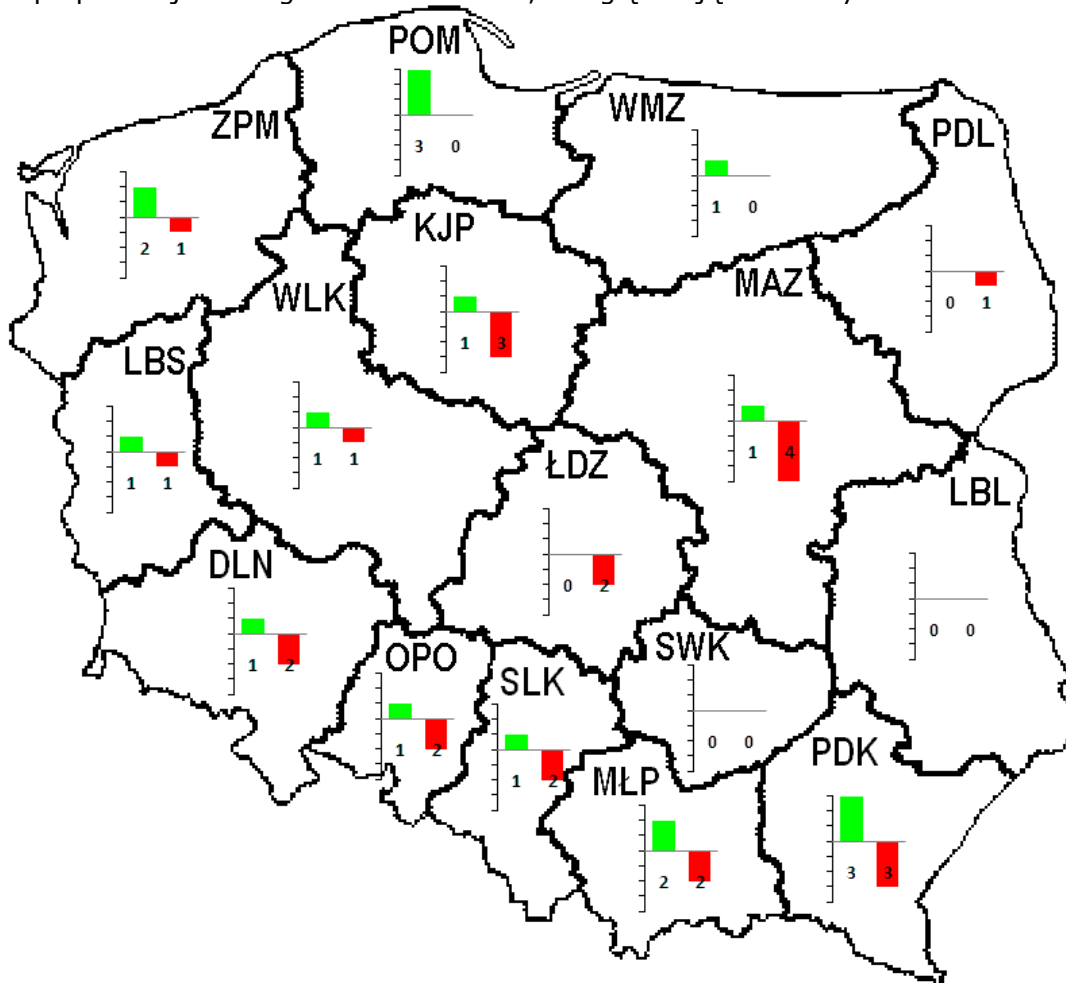 POM
3 0
ZPM
2 1
WMZ
1 0
PDL
0 1
KJP
1 3
WLK
1 1
MAZ
1 4
LBS
1 1
ŁDZ
0 2
LBL
0 0
DLN
1 2
OPO
1 2
SLK
1 2
SWK
0 0
MŁP
2 2
PDK
3 3